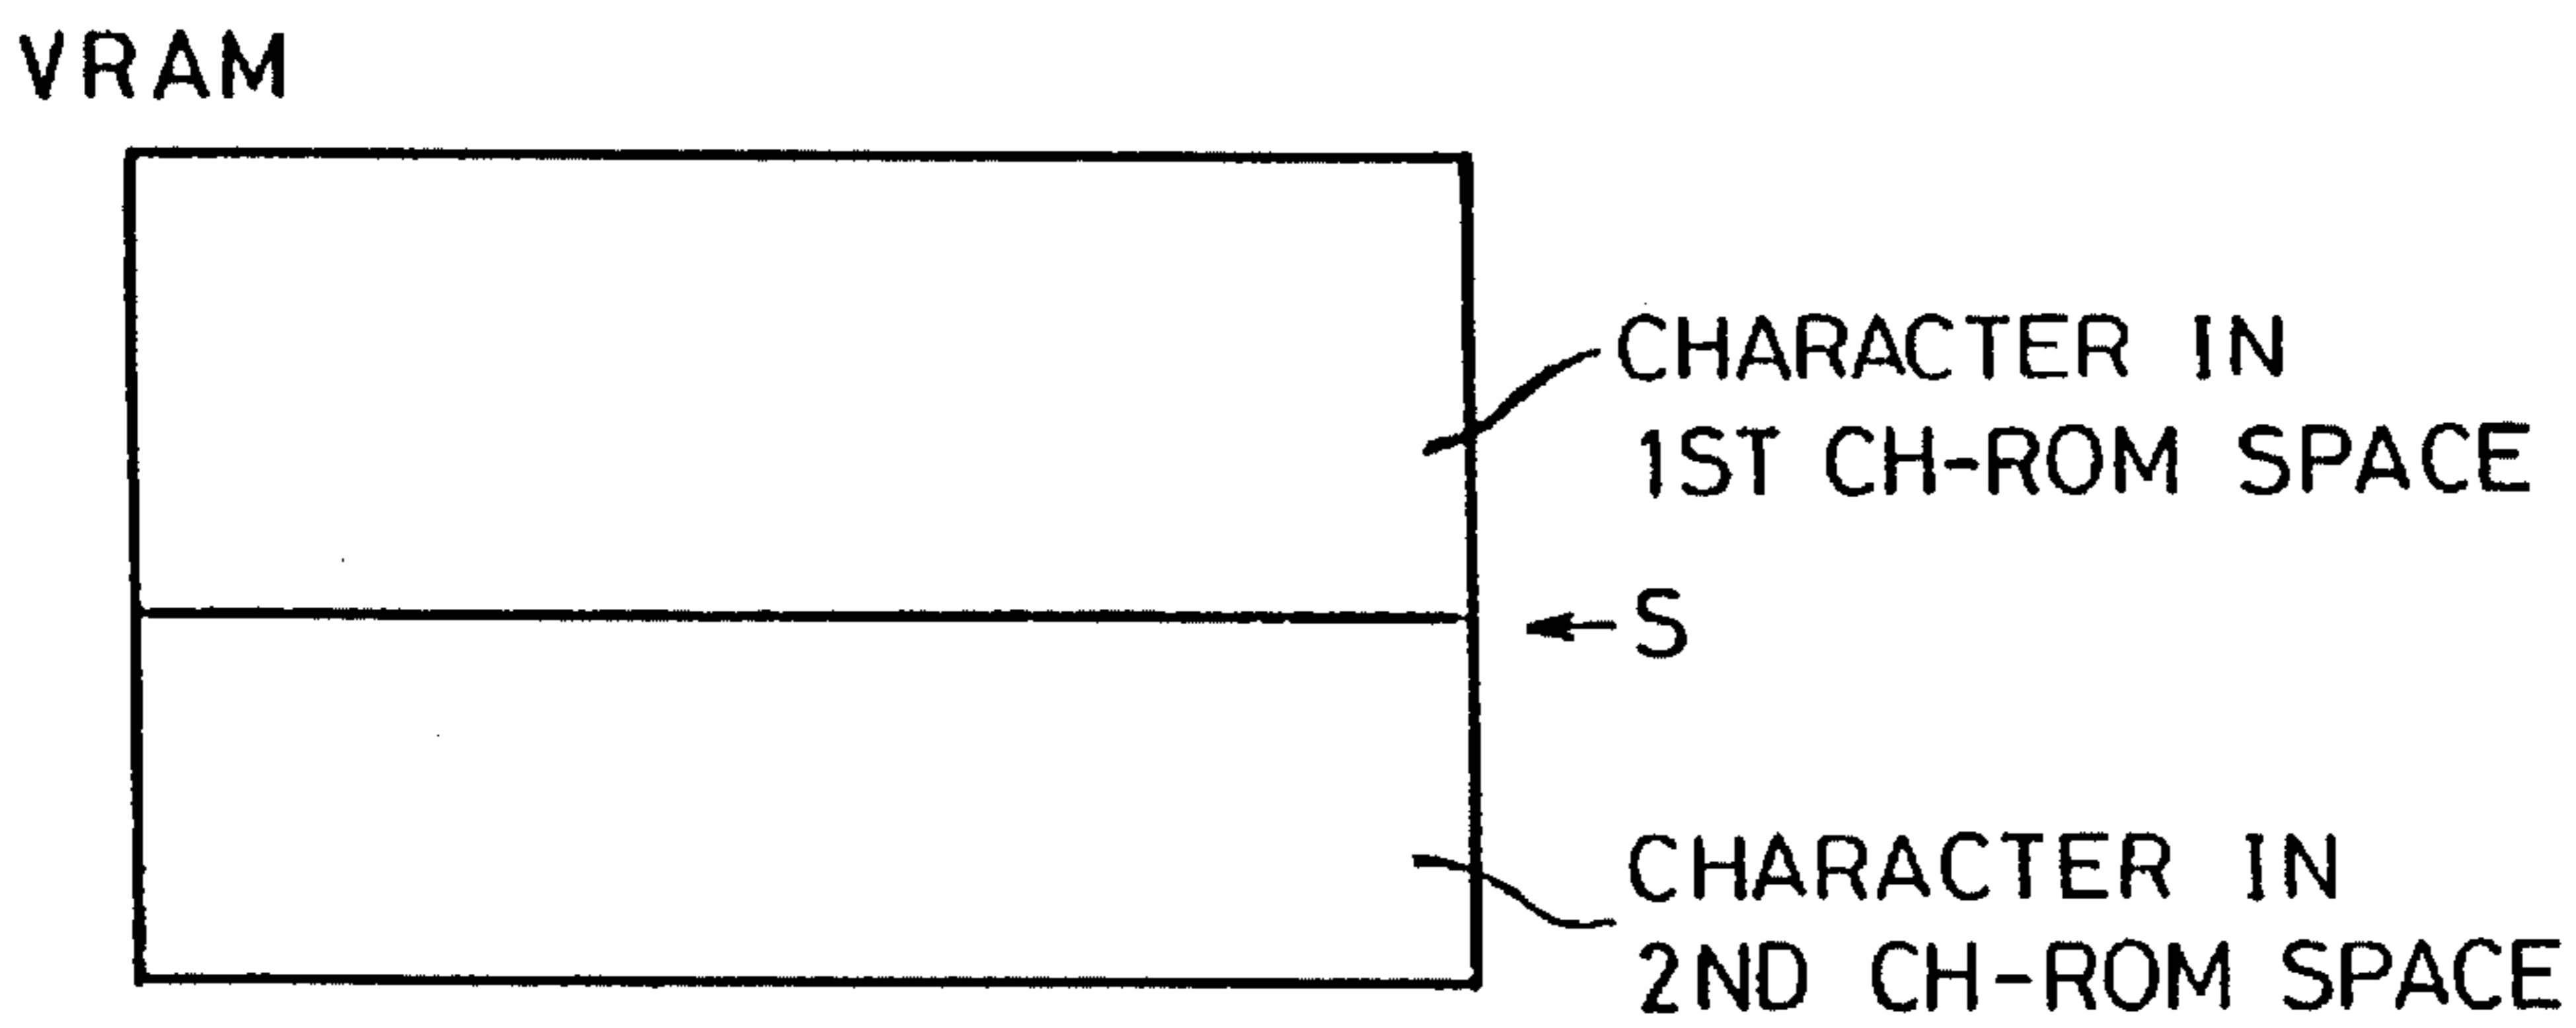 VRAM
CHARACTER IN
1ST CH-ROM SPACE
S
CHARACTER IN
2ND CH-ROM SPACE